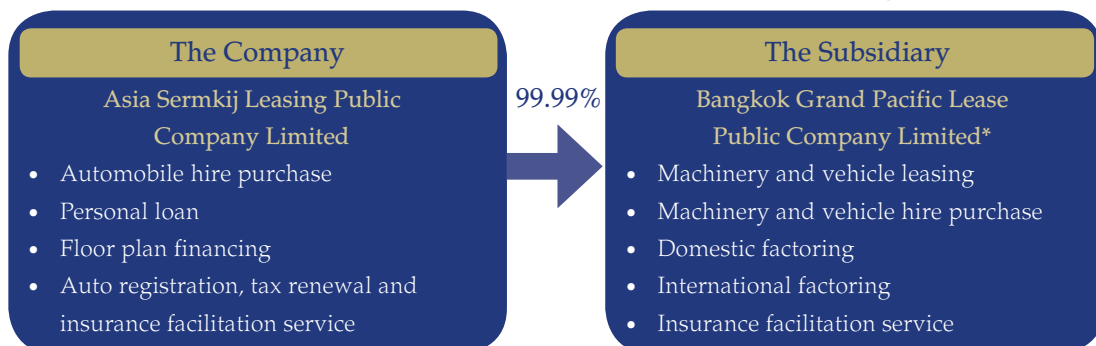 The Company
Asia Sermkij Leasing Public
Company Limited
• Automobile hire purchase
• Personal loan
• Floor plan financing
• Auto registration, tax renewal and
insurance facilitation service
99.99%
The Subsidiary
Bangkok Grand Pacific Lease
Public Company Limited*
• Machinery and vehicle leasing
• Machinery and vehicle hire purchase
• Domestic factoring
• International factoring
• Insurance facilitation service